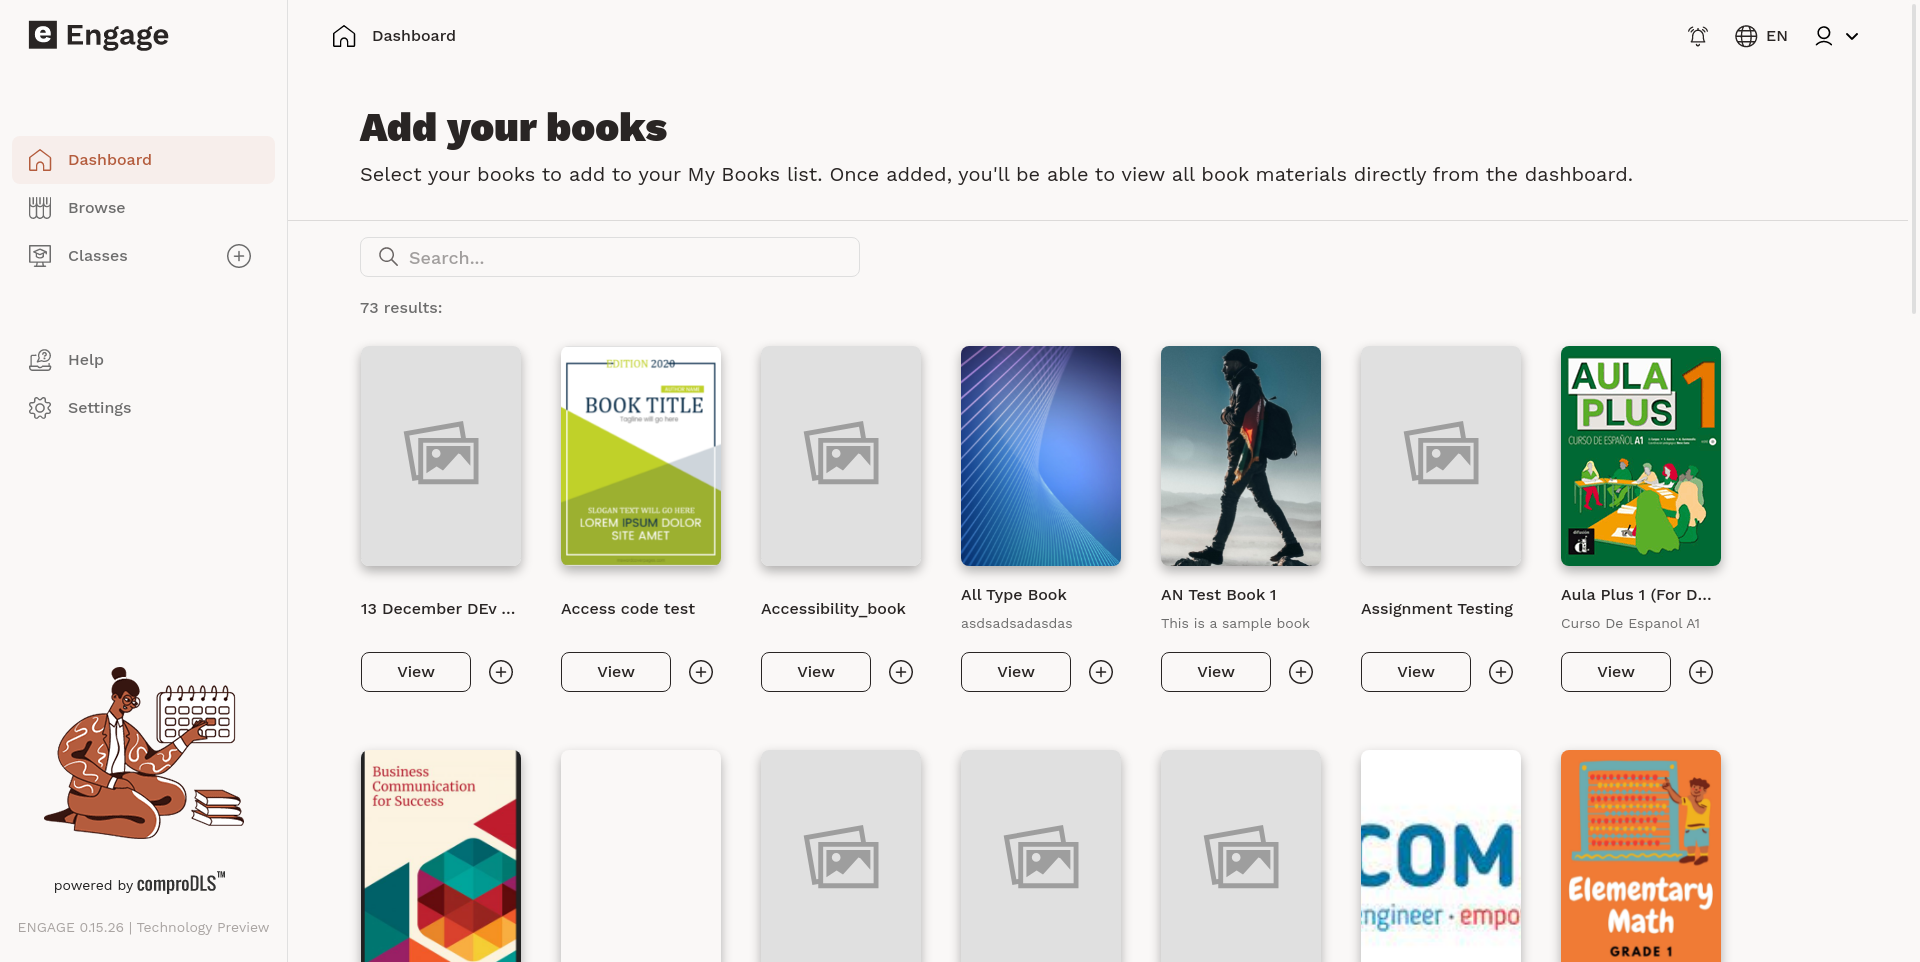 e Engage
Dashboard
EN
Dashboard
Browse
Classes
Help
Settings
powered by comproDLS™
ENGAGE 0.15.26 | Technology Preview
Add your books
Select your books to add to your My Books list. Once added, you'll be able to view all book materials directly from the dashboard.
Search...
73 results:
EDITION 2020
AUTHOR NAME
BOOK TITLE
Tagline will go here
SLOGAN TEXT WILL GO HERE
LOREM IPSUM DOLOR
SITE AMET
AULA
PLUS 1
CURSO DE ESPAÑOL A1
13 December DEv ...
Access code test
Accessibility_book
All Type Book
asdsadsadasdas
AN Test Book 1
This is a sample book
Assignment Testing
Aula Plus 1 (For D...
Curso De Espanol A1
View
View
View
View
View
View
View
Business
Communication
for Success
COM
engineer · empo
Elementary
Math
GRADE 1